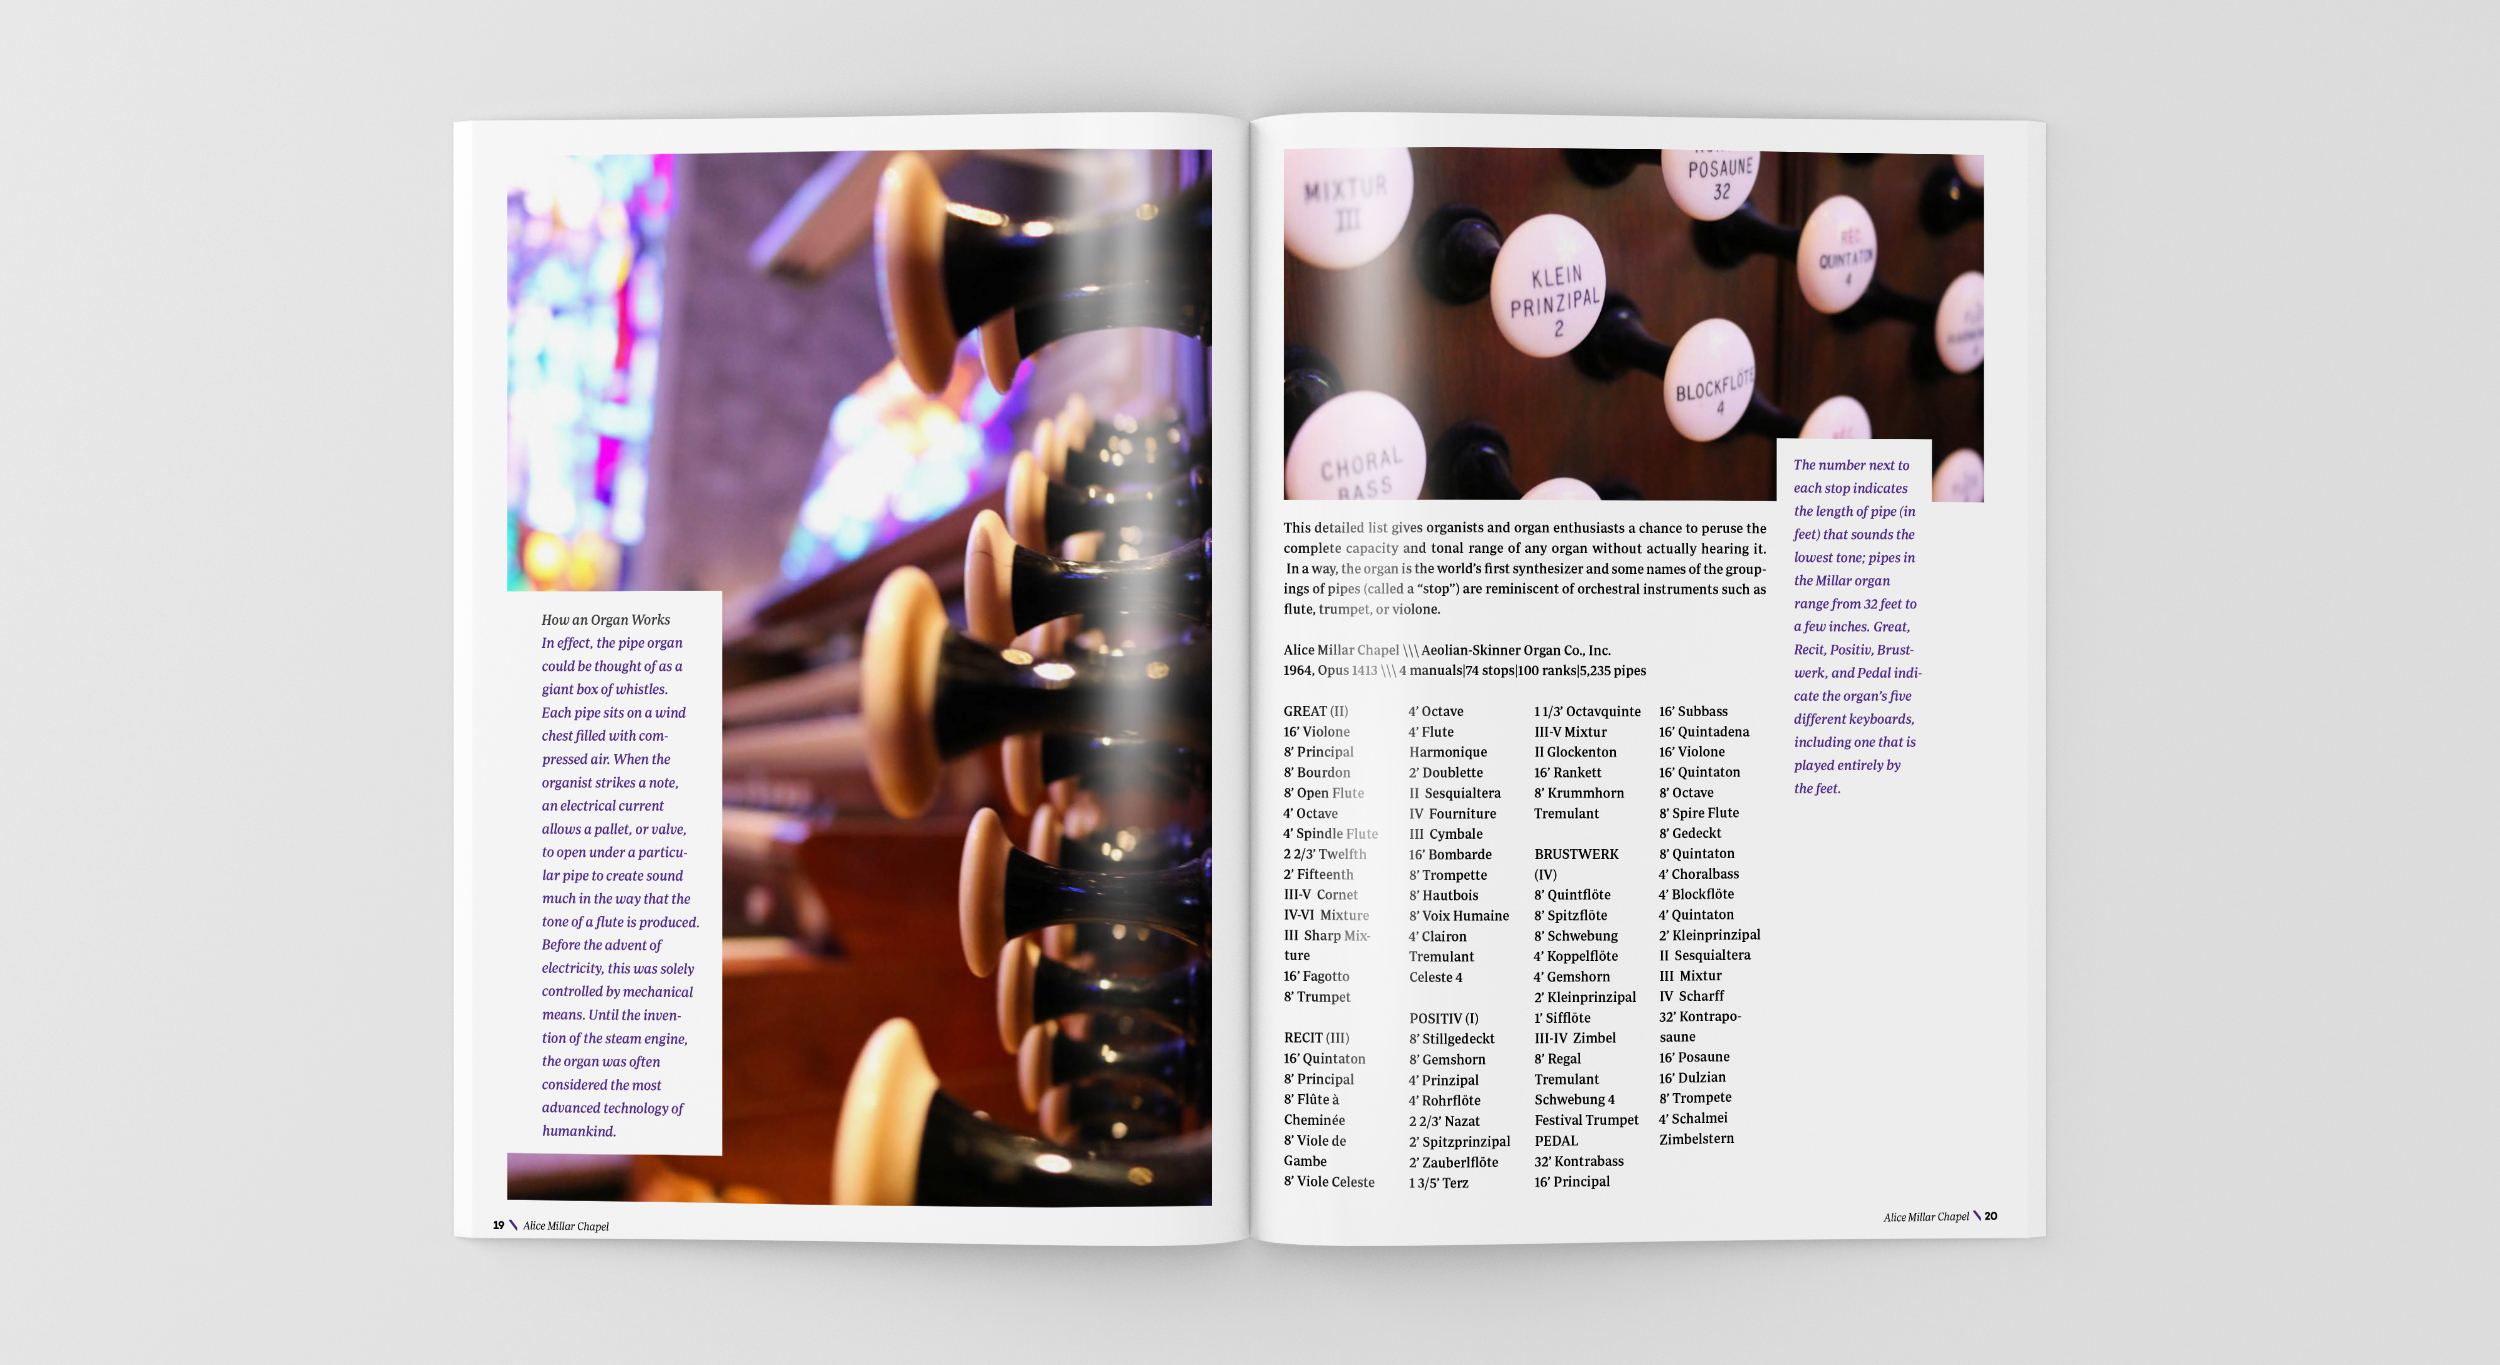 How an Organ Works
In effect, the pipe organ
could be thought of as a
giant box of whistles.
Each pipe sits on a wind
chest filled with com-
pressed air. When the
organist strikes a note,
an electrical current
allows a pallet, or valve,
to open under a particu-
lar pipe to create sound
much in the way that the
tone of a flute is produced.
Before the advent of
electricity, this was solely
controlled by mechanical
means. Until the inven-
tion of the steam engine,
the organ was often
considered the most
advanced technology of
humankind.
19 \ Alice Millar Chapel
MIXTUR
III
POSAUNE
32
KLEIN
PRINZIPAL
2
REC
QUINTATON
4
BLOCKFLÖTE
4
CHORAL
BASS
This detailed list gives organists and organ enthusiasts a chance to peruse the
complete capacity and tonal range of any organ without actually hearing it.
In a way, the organ is the world’s first synthesizer and some names of the group-
ings of pipes (called a “stop”) are reminiscent of orchestral instruments such as
flute, trumpet, or violone.
Alice Millar Chapel \\\ Aeolian-Skinner Organ Co., Inc.
1964, Opus 1413 \\\ 4 manuals|74 stops|100 ranks|5,235 pipes
GREAT (II)
16’ Violone
8’ Principal
8’ Bourdon
8’ Open Flute
4’ Octave
4’ Spindle Flute
2 2/3’ Twelfth
2’ Fifteenth
III-V Cornet
IV-VI Mixture
III Sharp Mix-
ture
16’ Fagotto
8’ Trumpet
RECIT (III)
16’ Quintaton
8’ Principal
8’ Flûte à
Cheminée
8’ Viole de
Gambe
8’ Viole Celeste
4’ Octave
4’ Flute
Harmonique
2’ Doublette
II Sesquialtera
IV Fourniture
III Cymbale
16’ Bombarde
8’ Trompette
8’ Hautbois
8’ Voix Humaine
4’ Clairon
Tremulant
Celeste 4
POSITIV (I)
8’ Stillgedeckt
8’ Gemshorn
4’ Prinzipal
4’ Rohrflöte
2 2/3’ Nazat
2’ Spitzprinzipal
2’ Zauberlflöte
1 3/5’ Terz
1 1/3’ Octavquinte
III-V Mixtur
II Glockenton
16’ Rankett
8’ Krummhorn
Tremulant
BRUSTWERK
(IV)
8’ Quintflöte
8’ Spitzflöte
8’ Schwebung
4’ Koppelflöte
4’ Gemshorn
2’ Kleinprinzipal
1’ Sifflöte
III-IV Zimbel
8’ Regal
Tremulant
Schwebung 4
Festival Trumpet
PEDAL
32’ Kontrabass
16’ Principal
16’ Subbass
16’ Quintadena
16’ Violone
16’ Quintaton
8’ Octave
8’ Spire Flute
8’ Gedeckt
8’ Quintaton
4’ Choralbass
4’ Blockflöte
4’ Quintaton
2’ Kleinprinzipal
II Sesquialtera
III Mixtur
IV Scharff
32’ Kontrapo-
saune
16’ Posaune
16’ Dulzian
8’ Trompete
4’ Schalmei
Zimbelstern
The number next to
each stop indicates
the length of pipe (in
feet) that sounds the
lowest tone; pipes in
the Millar organ
range from 32 feet to
a few inches. Great,
Recit, Positiv, Brust-
werk, and Pedal indi-
cate the organ’s five
different keyboards,
including one that is
played entirely by
the feet.
Alice Millar Chapel \ 20